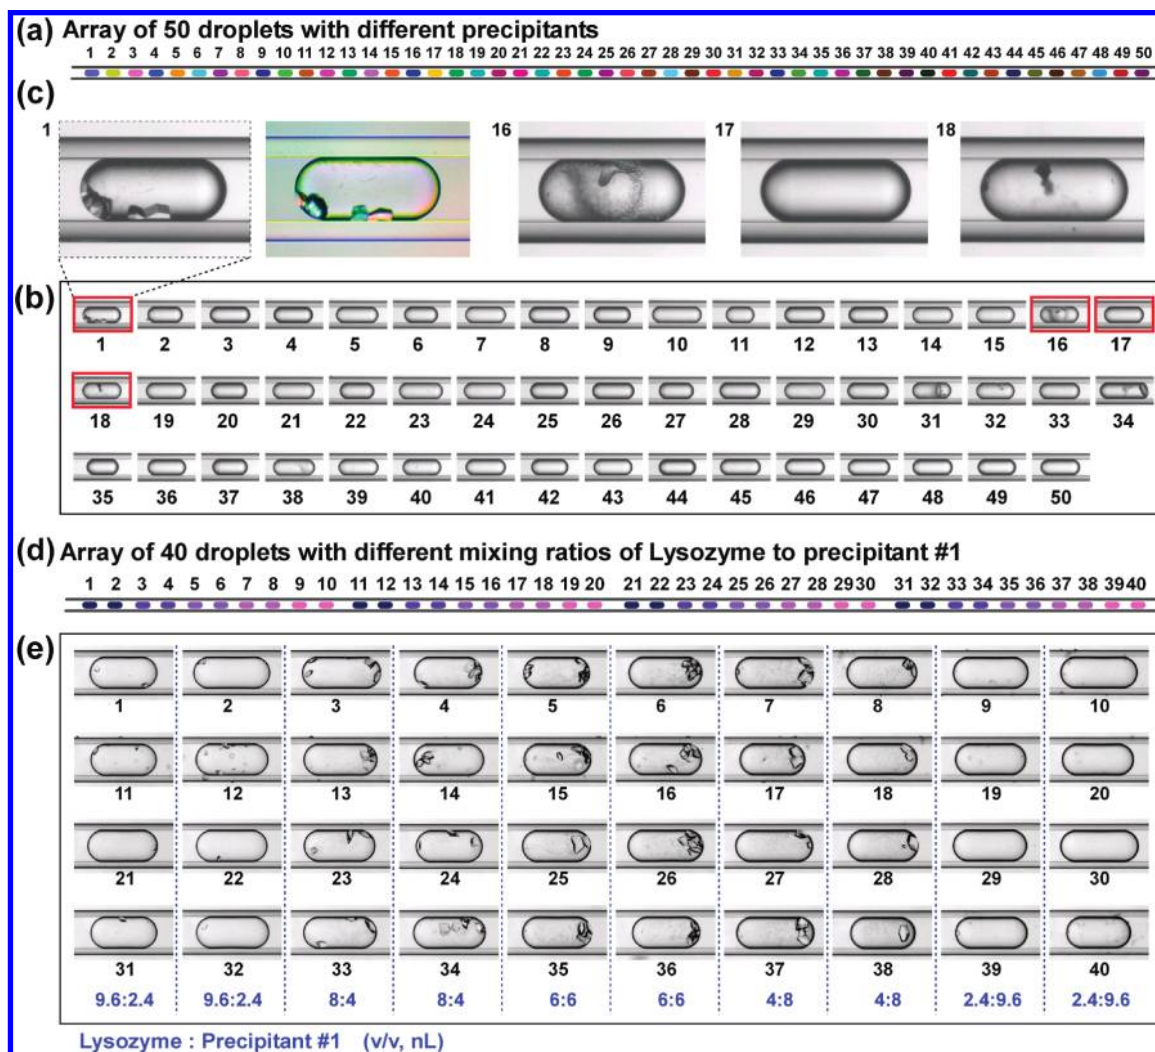 (a) Array of 50 droplets with different precipitants
1 2 3 4 5 6 7 8 9 10 11 12 13 14 15 16 17 18 19 20 21 22 23 24 25 26 27 28 29 30 31 32 33 34 35 36 37 38 39 40 41 42 43 44 45 46 47 48 49 50
(c)
1 16 17 18
(b)
1 2 3 4 5 6 7 8 9 10 11 12 13 14 15 16 17
18 19 20 21 22 23 24 25 26 27 28 29 30 31 32 33 34
35 36 37 38 39 40 41 42 43 44 45 46 47 48 49 50
(d) Array of 40 droplets with different mixing ratios of Lysozyme to precipitant #1
1 2 3 4 5 6 7 8 9 10 11 12 13 14 15 16 17 18 19 20 21 22 23 24 25 26 27 28 29 30 31 32 33 34 35 36 37 38 39 40
(e)
1 2 3 4 5 6 7 8 9 10
11 12 13 14 15 16 17 18 19 20
21 22 23 24 25 26 27 28 29 30
31 32 33 34 35 36 37 38 39 40
9.6:2.4 9.6:2.4 8:4 8:4 6:6 6:6 4:8 4:8 2.4:9.6 2.4:9.6
Lysozyme : Precipitant #1 (v/v, nL)